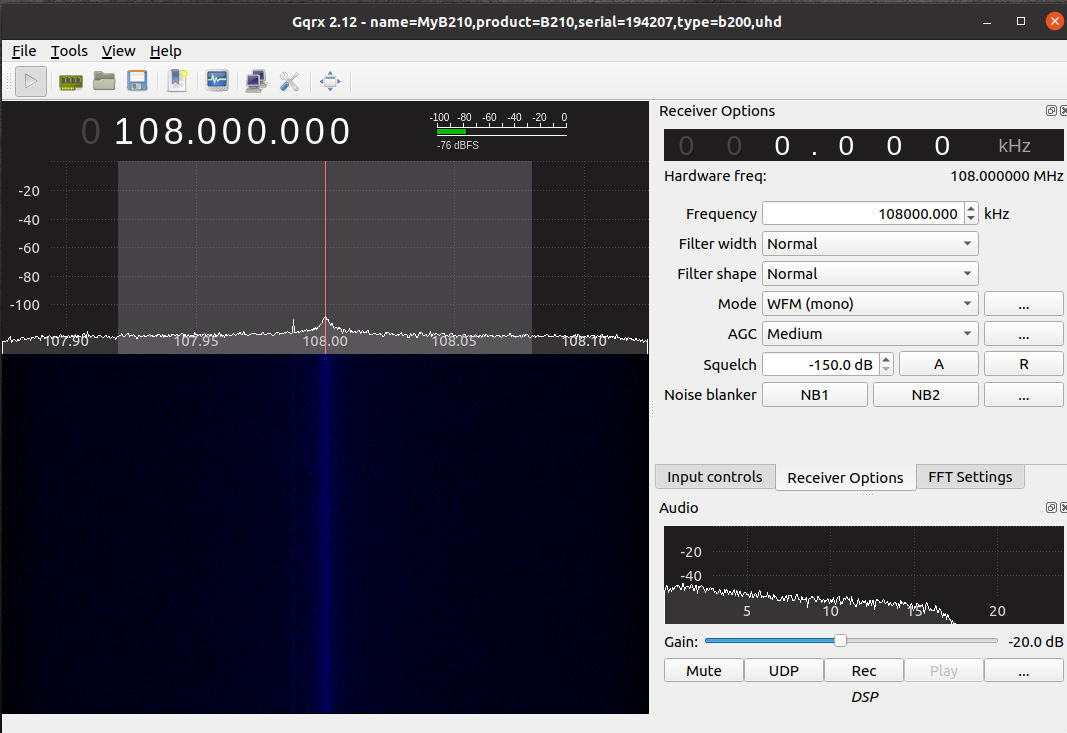 Gqrx 2.12 - name=MyB210,product=B210,serial=194207,type=b200,uhd
File Tools View Help
0 108.000.000
-100 -80 -60 -40 -20 0
-76 dBFS
-20
-40
-60
-80
-100
107.90 107.95 108.00 108.05 108.10
Receiver Options
0 0 0 . 0 0 0 kHz
Hardware freq: 108.000000 MHz
Frequency 108000.000 kHz
Filter width Normal
Filter shape Normal
Mode WFM (mono) ...
AGC Medium ...
Squelch -150.0 dB A R
Noise blanker NB1 NB2 ...
Input controls Receiver Options FFT Settings
Audio
-20
-40
5 10 15 20
Gain: -20.0 dB
Mute UDP Rec Play ...
DSP